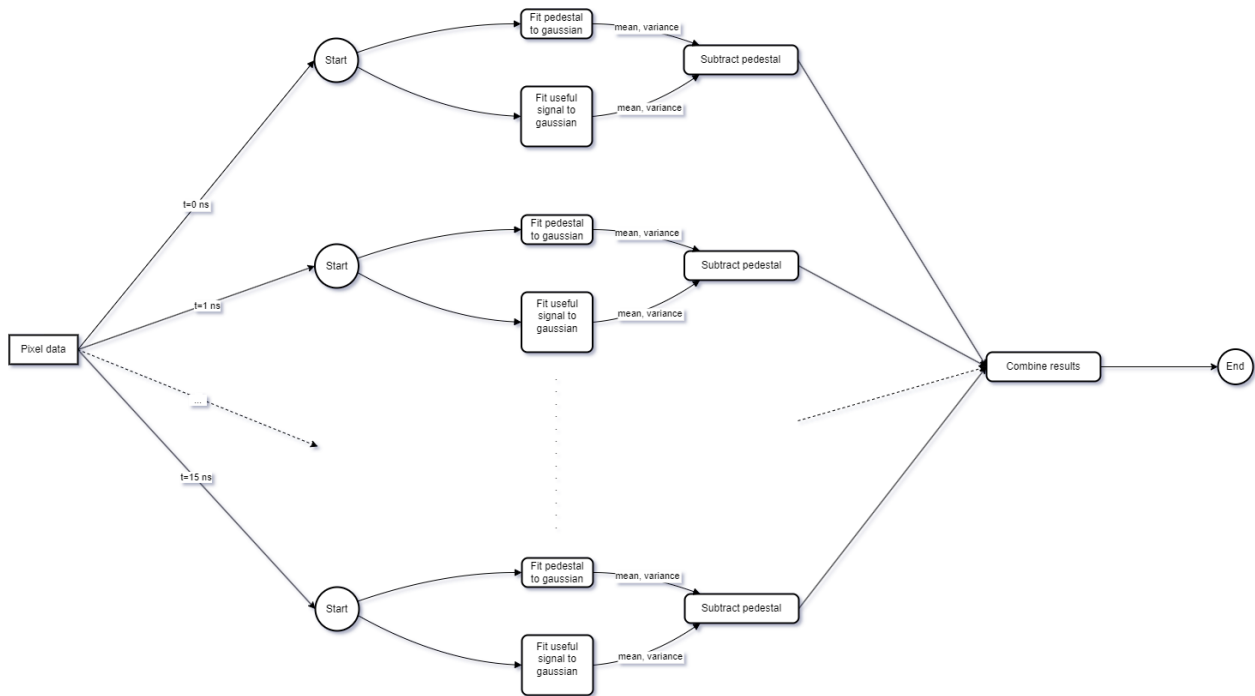 Fit pedestal
to gaussian
mean, variance
Start
Subtract pedestal
Fit useful
signal to
gaussian
mean, variance
t=0 ns
Fit pedestal
to gaussian
mean, variance
Start
Subtract pedestal
t=1 ns
Fit useful
signal to
gaussian
mean, variance
Pixel data
Combine results
End
...
t=15 ns
Fit pedestal
to gaussian
mean, variance
Start
Subtract pedestal
Fit useful
signal to
gaussian
mean, variance